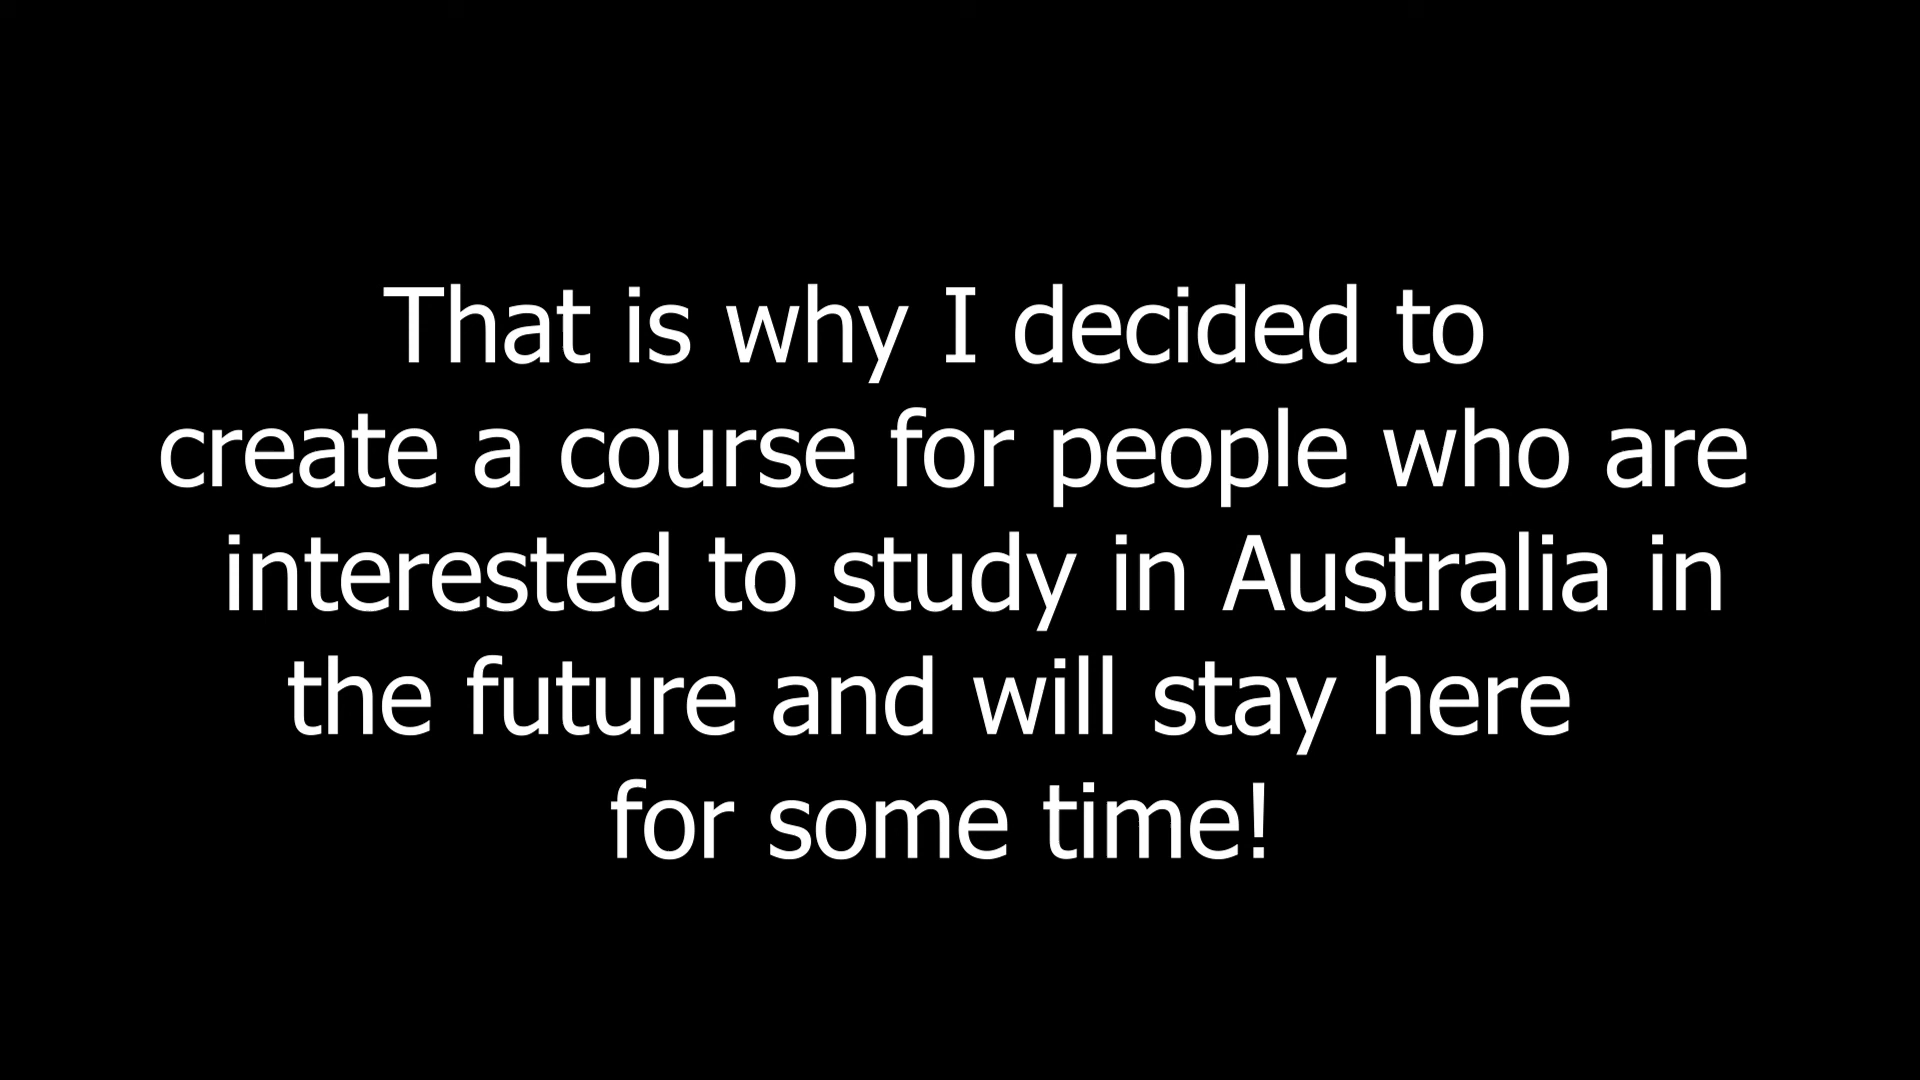 That is why I decided to
create a course for people who are
interested to study in Australia in
the future and will stay here
for some time!